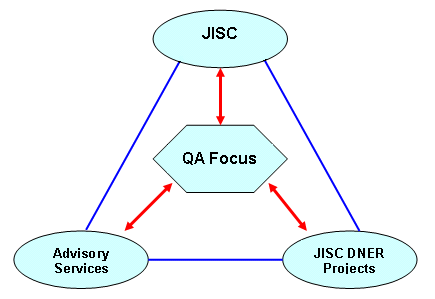 JISC
QA Focus
Advisory
Services
JISC DNER
Projects